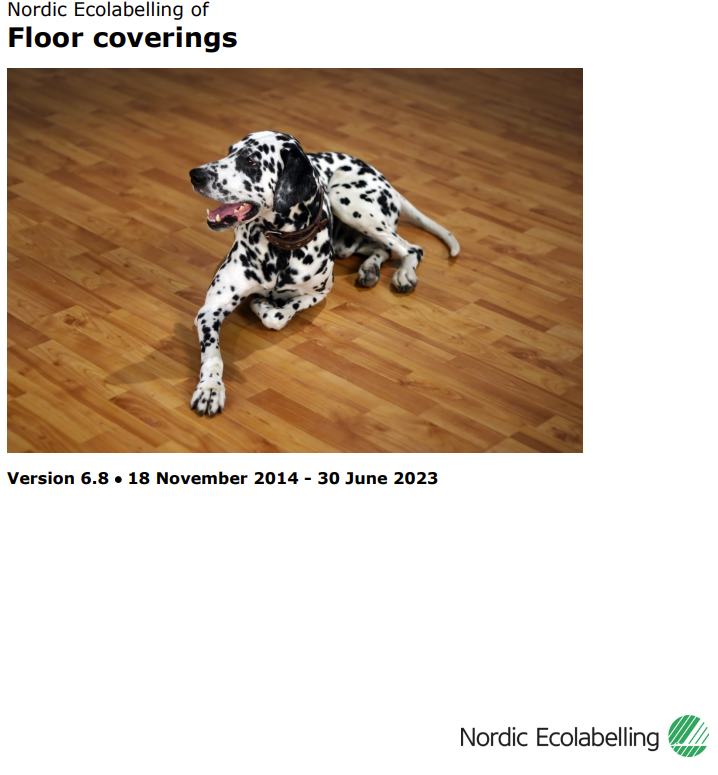 Nordic Ecolabelling of
Floor coverings
Version 6.8 • 18 November 2014 - 30 June 2023
Nordic Ecolabelling